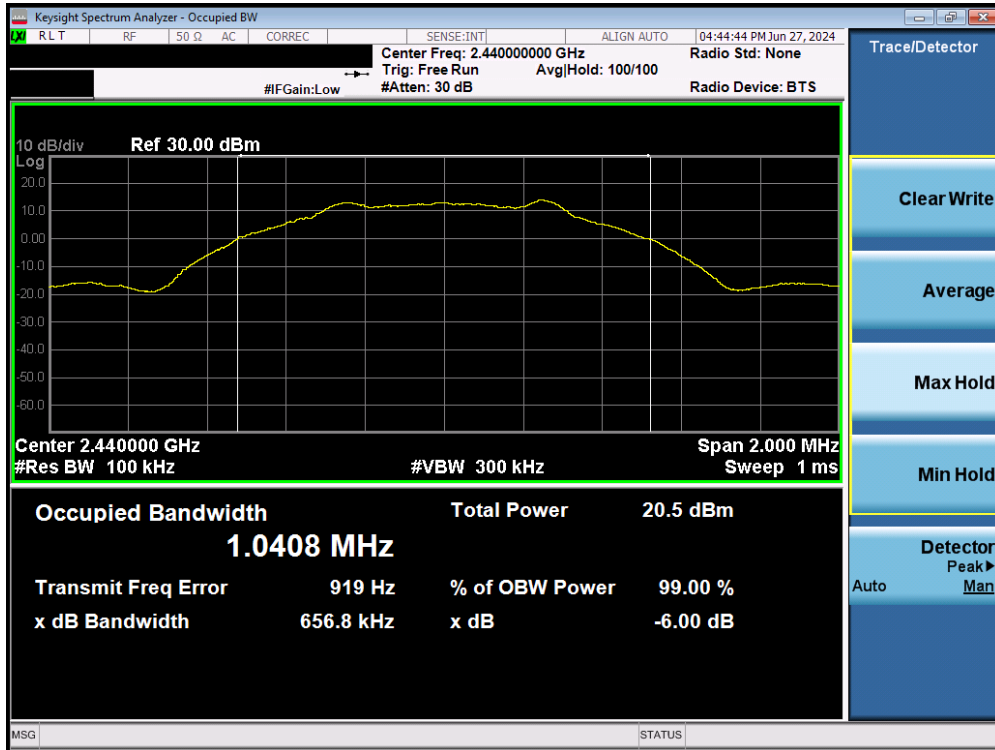 Keysight Spectrum Analyzer - Occupied BW
LXI RLT RF 50 Ω AC CORREC SENSE:INT ALIGN AUTO 04:44:44 PM Jun 27, 2024
Center Freq: 2.440000000 GHz Radio Std: None
Trig: Free Run Avg|Hold: 100/100
#IFGain:Low #Atten: 30 dB Radio Device: BTS
10 dB/div Ref 30.00 dBm
Log
20.0
10.0
0.00
-10.0
-20.0
-30.0
-40.0
-50.0
-60.0
Center 2.440000 GHz Span 2.000 MHz
#Res BW 100 kHz #VBW 300 kHz Sweep 1 ms
Occupied Bandwidth Total Power 20.5 dBm
1.0408 MHz
Transmit Freq Error 919 Hz % of OBW Power 99.00 %
x dB Bandwidth 656.8 kHz x dB -6.00 dB
Trace/Detector
Clear Write
Average
Max Hold
Min Hold
Detector
Peak▶
Auto Man
MSG STATUS